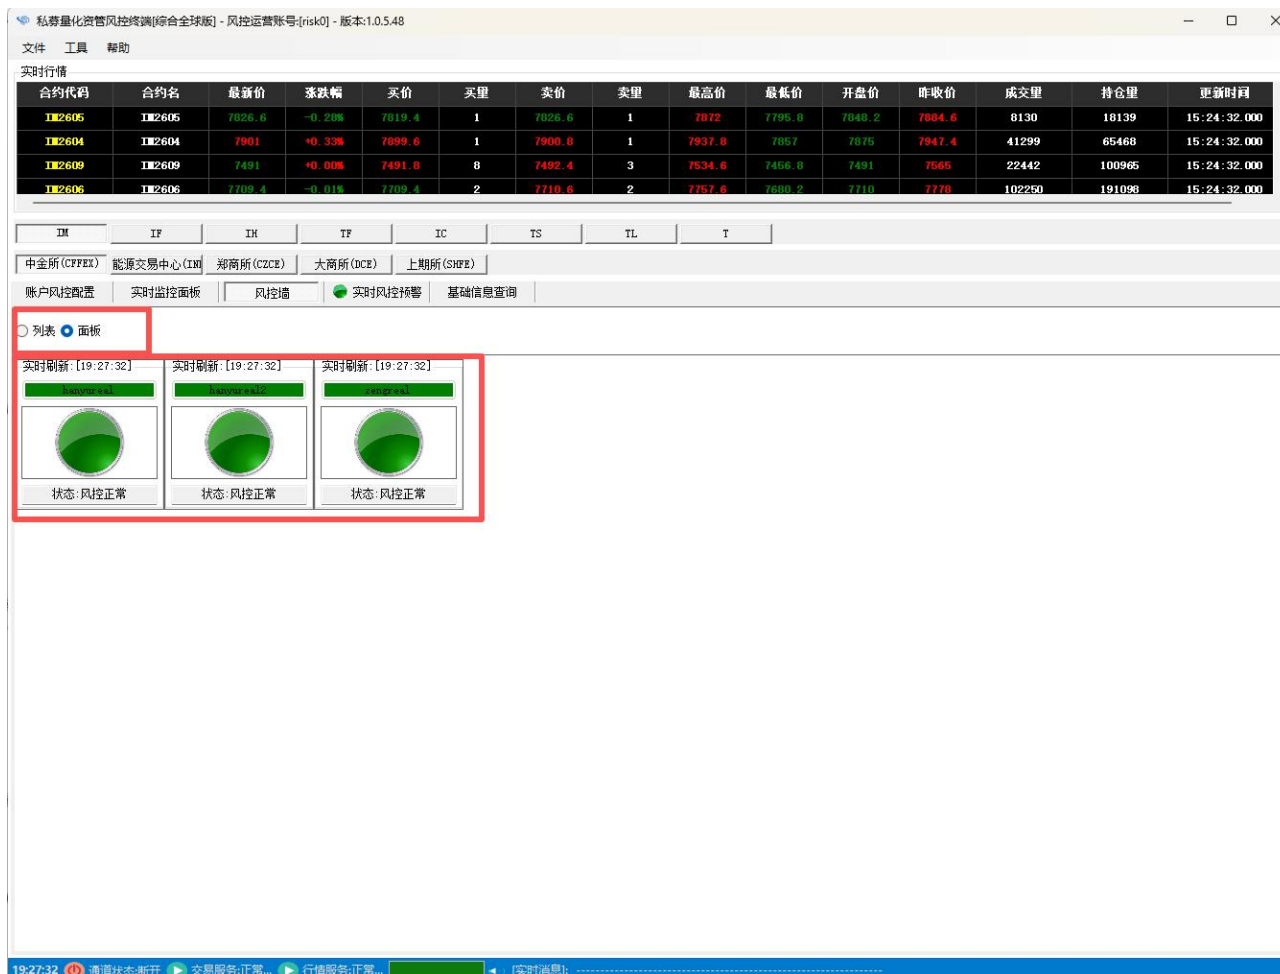 私募量化资管风控终端[综合全球版] - 风控运营账号:[risk0] - 版本:1.0.5.48
文件 工具 帮助
实时行情
合约代码 合约名 最新价 涨跌幅 买价 买量 卖价 卖量 最高价 最低价 开盘价 昨收价 成交量 持仓量 更新时间
IM2605 IM2605 7826.6 -0.28% 7819.4 1 7826.6 1 7872 7795.8 7848.2 7884.6 8130 18139 15:24:32.000
IM2604 IM2604 7901 +0.33% 7899.6 1 7900.8 1 7937.8 7857 7875 7947.4 41299 65468 15:24:32.000
IM2609 IM2609 7491 +0.00% 7491.8 8 7492.4 3 7534.6 7456.8 7491 7565 22442 100965 15:24:32.000
IM2606 IM2606 7709.4 -0.01% 7709.4 2 7710.6 2 7757.6 7680.2 7710 7778 102250 191098 15:24:32.000
IM IF IH TF IC TS TL T
中金所(CFFEX) 能源交易中心(INE 郑商所(CZCE) 大商所(DCE) 上期所(SHFE)
账户风控配置 实时监控面板 风控墙 实时风控预警 基础信息查询
列表 面板
实时刷新:[19:27:32] 实时刷新:[19:27:32] 实时刷新:[19:27:32]
hanyureal hanyureal2 zengreal
状态:风控正常 状态:风控正常 状态:风控正常
19:27:32 通道状态:断开 交易服务:正常... 行情服务:正常... [实时消息]: ----------------------------------------------------------------------